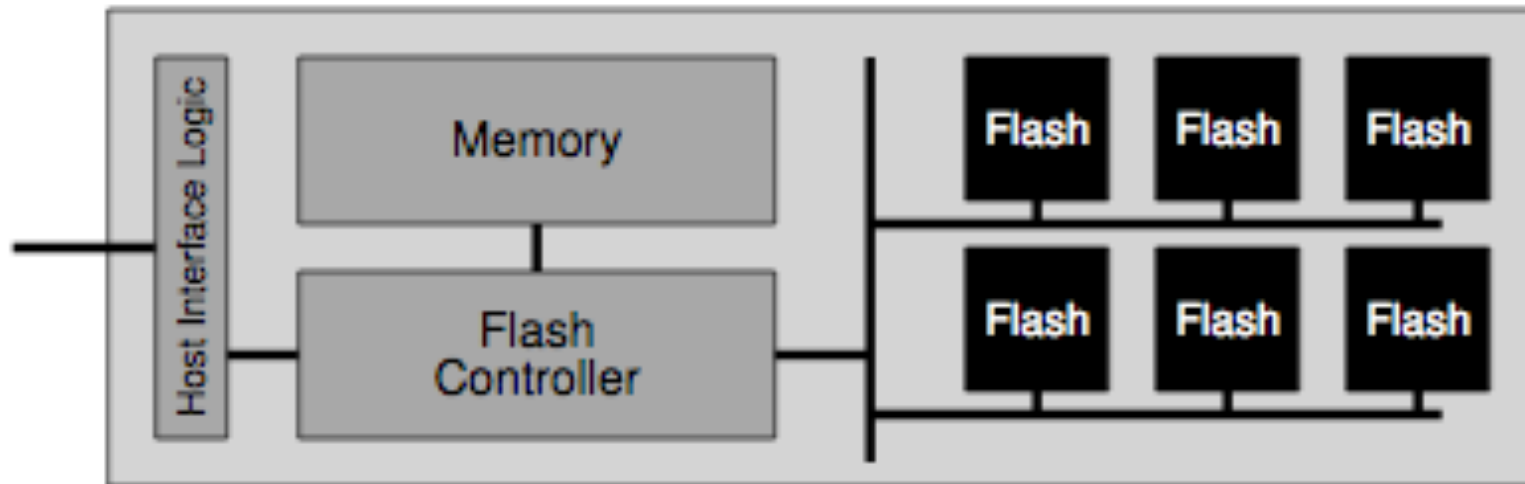 Host Interface Logic
Memory
Flash
Controller
Flash Flash Flash
Flash Flash Flash